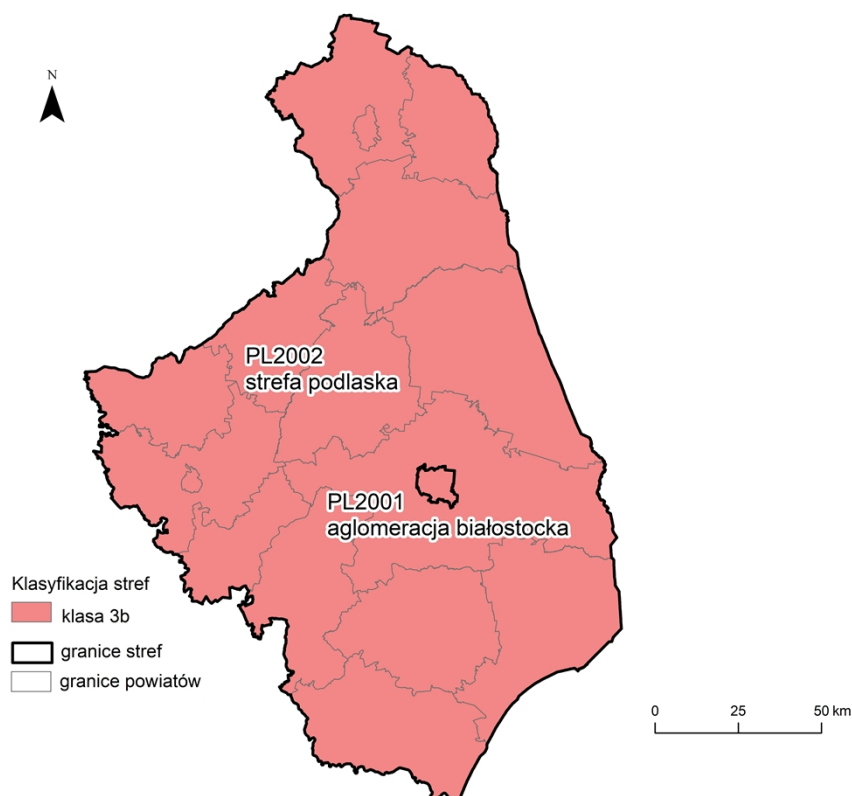 N
PL2002
strefa podlaska
PL2001
aglomeracja białostocka
Klasyfikacja stref
klasa 3b
granice stref
granice powiatów
0 25 50 km